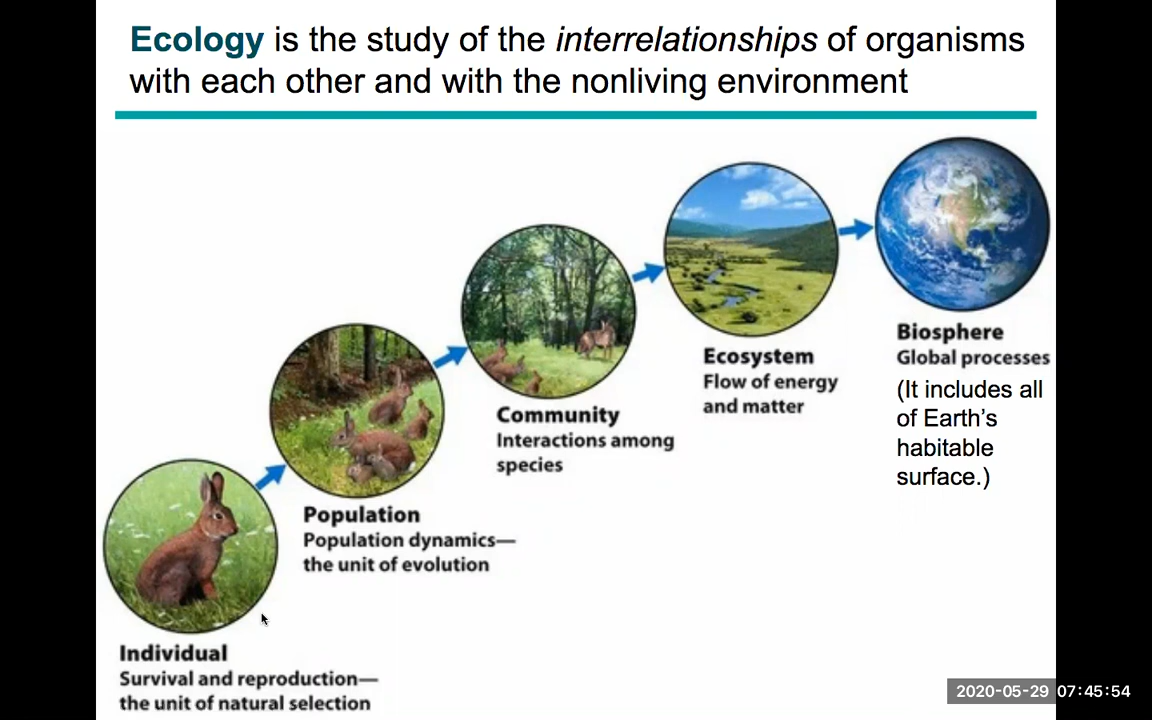 Ecology is the study of the interrelationships of organisms
with each other and with the nonliving environment
Individual
Survival and reproduction—
the unit of natural selection
Population
Population dynamics—
the unit of evolution
Community
Interactions among
species
Ecosystem
Flow of energy
and matter
Biosphere
Global processes
(It includes all
of Earth’s
habitable
surface.)
2020-05-29 07:45:54